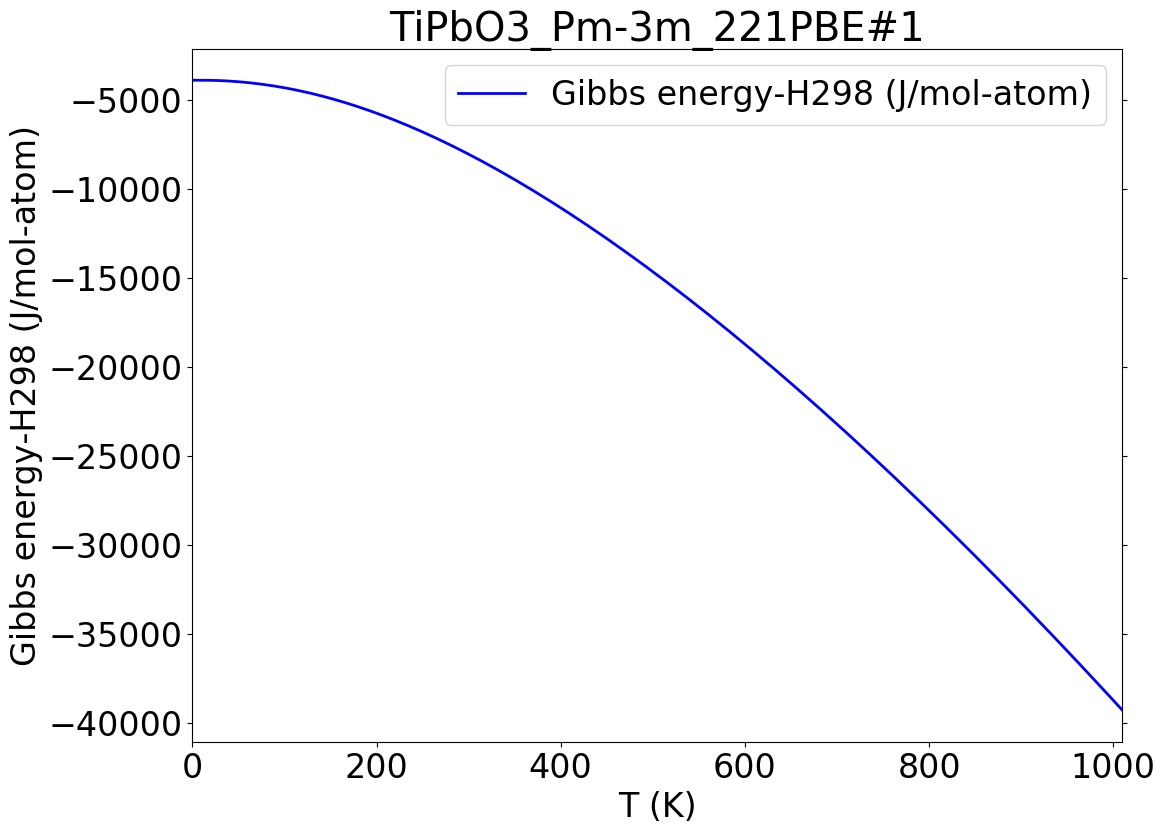 TiPbO3_Pm-3m_221PBE#1
Gibbs energy-H298 (J/mol-atom)
Gibbs energy-H298 (J/mol-atom)
−5000
−10000
−15000
−20000
−25000
−30000
−35000
−40000
0 200 400 600 800 1000
T (K)